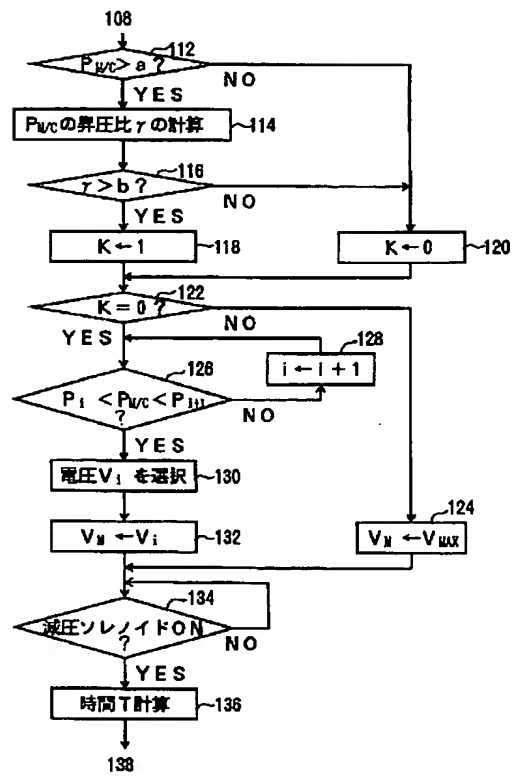 108
112
P_M/C > a ?
NO
YES
P_M/Cの昇圧比γの計算
114
116
γ > b ?
NO
YES
K←1
118
K←0
120
122
K=0?
YES
NO
128
i←i+1
126
P_i <P_M/C<P_i+1
?
NO
YES
電圧V_i を選択
130
124
V_M ←V_i
132
V_M ←V_MAX
134
減圧ソレノイドON
?
NO
YES
時間T計算
136
138